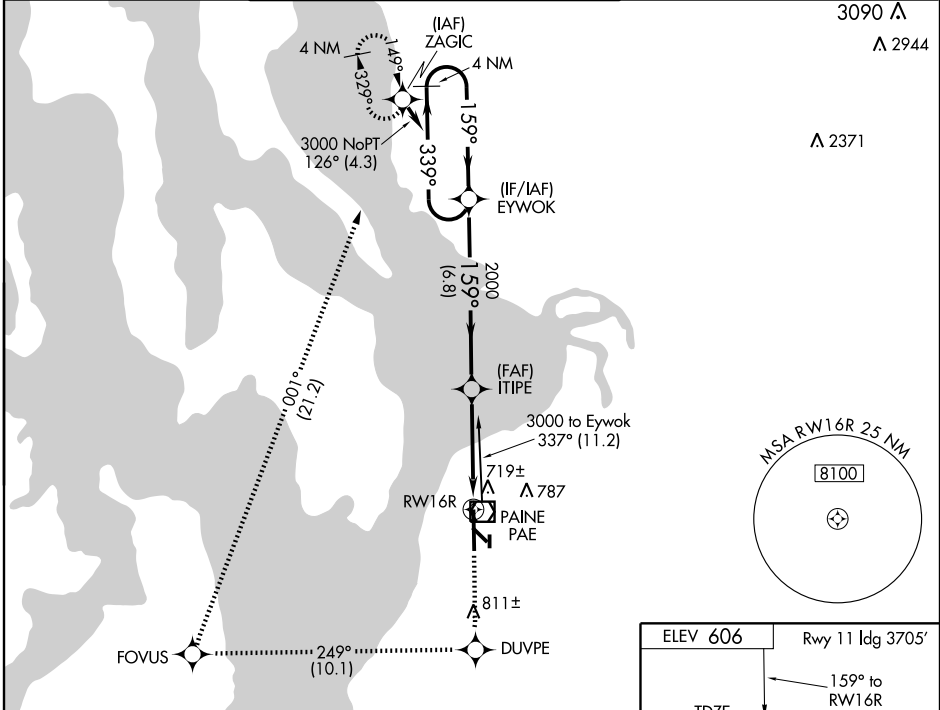 3090
2944
(IAF)
ZAGIC
4 NM
149°
329°
4 NM
159°
339°
3000 NoPT
126° (4.3)
2371
(IF/IAF)
EYWOK
2000
159°
(6.8)
001°
(21.2)
(FAF)
ITIPE
3000 to Eywok
337° (11.2)
MSA RW16R 25 NM
8100
719±
787
RW16R
PAINE
PAE
811±
FOVUS
249°
(10.1)
DUVPE
ELEV 606
Rwy 11 ldg 3705'
159° to
RW16R